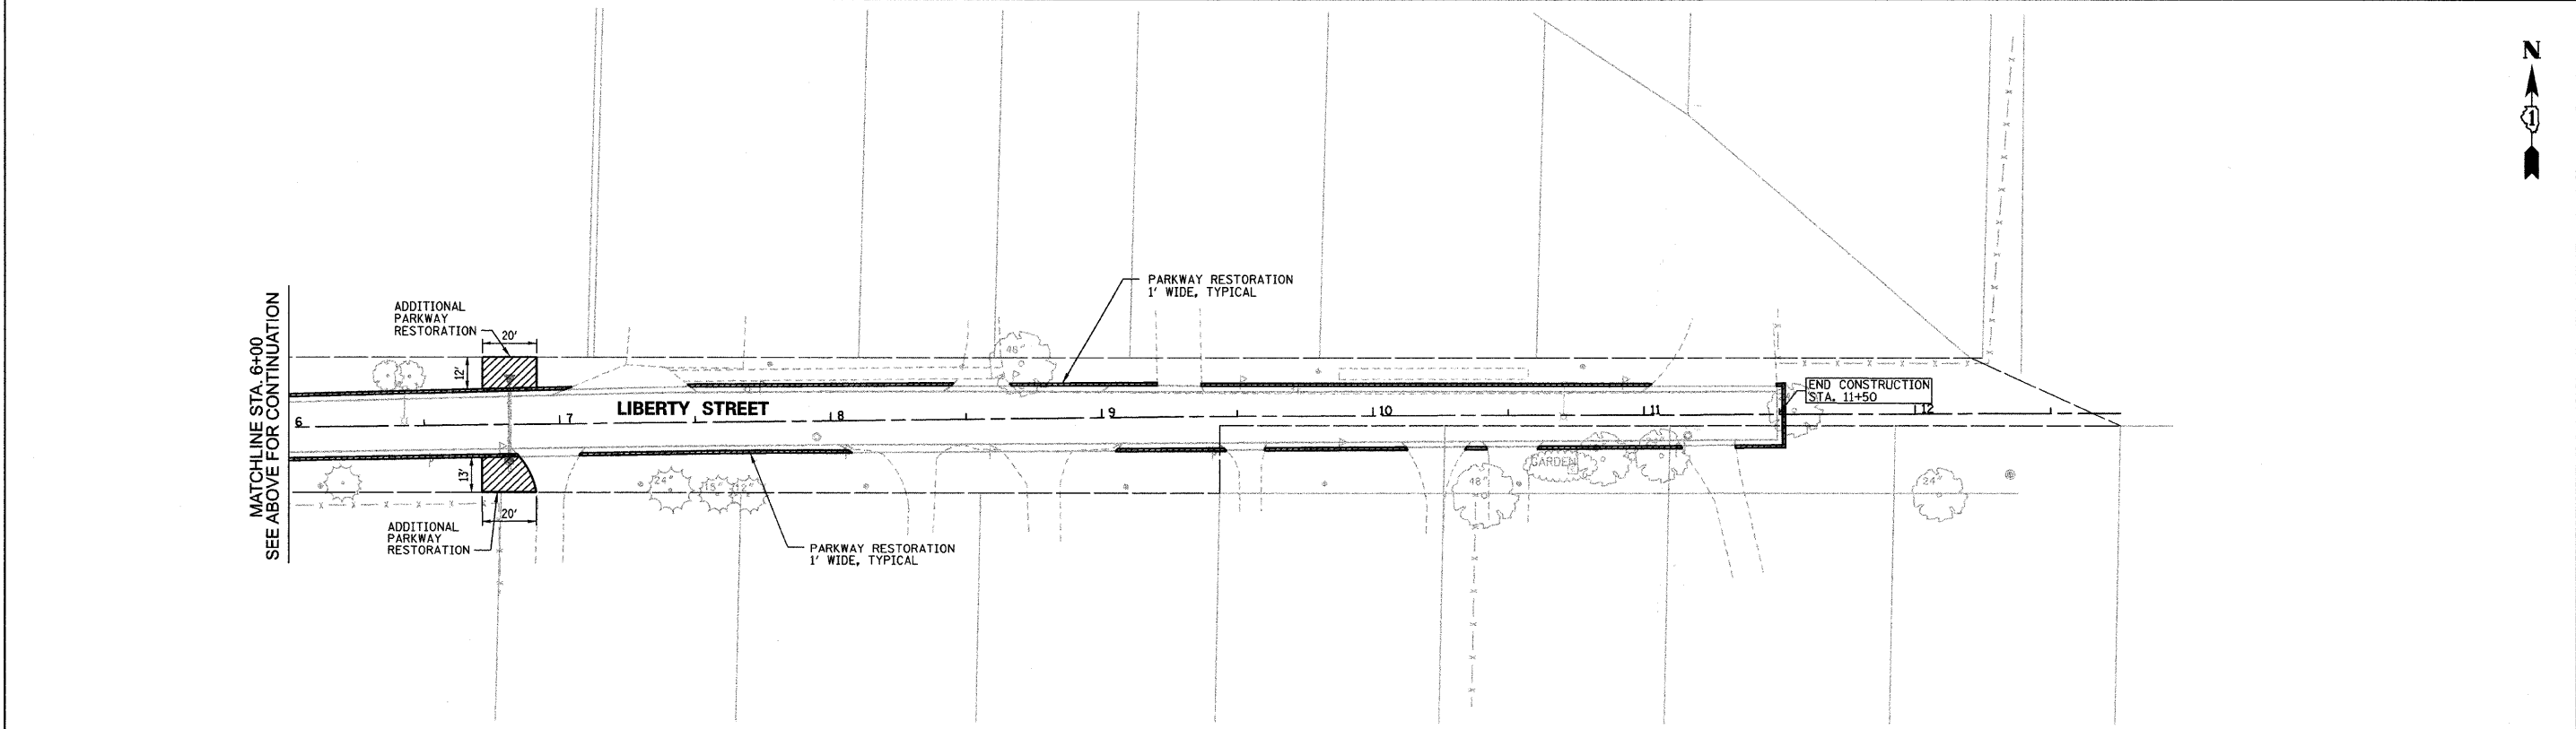 N
1
PARKWAY RESTORATION
1' WIDE, TYPICAL
ADDITIONAL
PARKWAY
RESTORATION
20'
12'
MATCHLINE STA. 6+00
SEE ABOVE FOR CONTINUATION
48"
END CONSTRUCTION
STA. 11+50
LIBERTY STREET
6
7
8
9
10
11
12
13'
20'
24"
12"
GARDEN
48"
24"
ADDITIONAL
PARKWAY
RESTORATION
PARKWAY RESTORATION
1' WIDE, TYPICAL